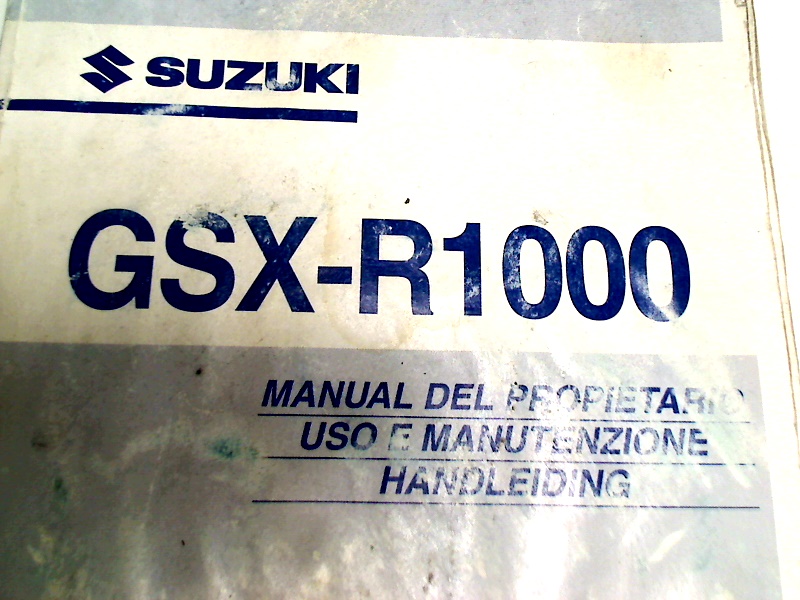 SUZUKI
GSX-R1000
MANUAL DEL PROPIETARIO
USO E MANUTENZIONE
HANDLEIDING